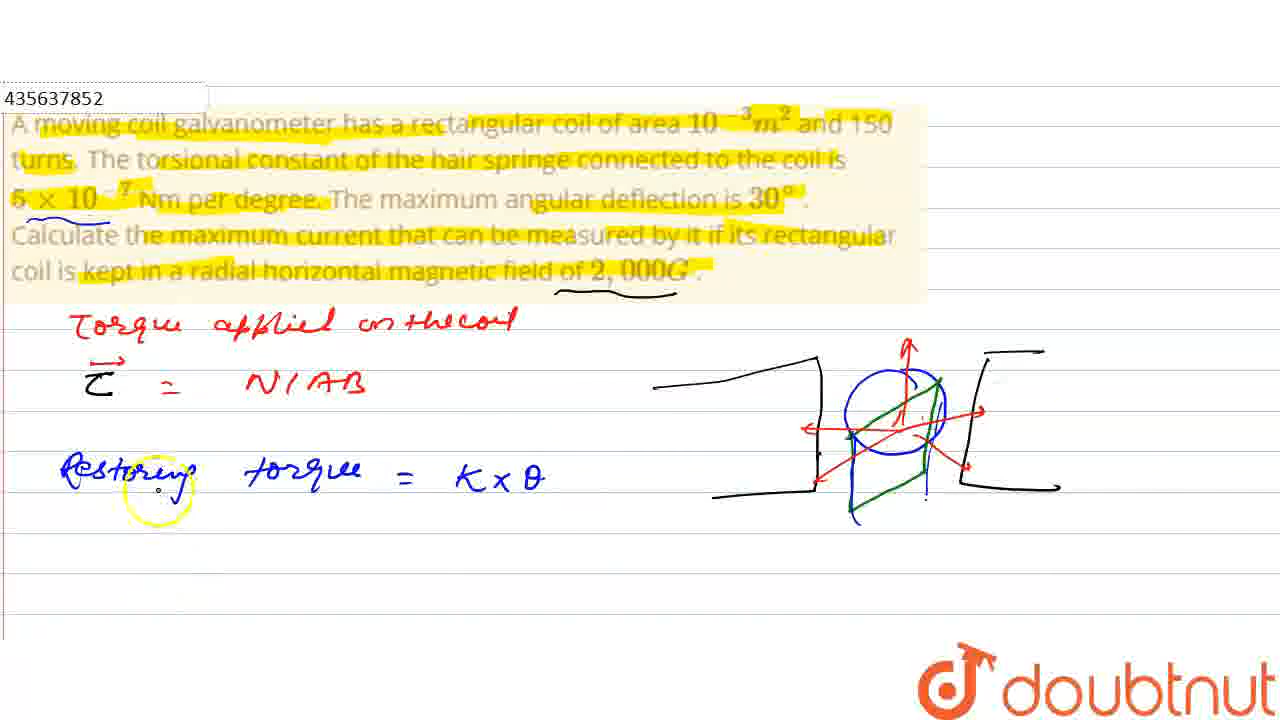 435637852
A moving coil galvanometer has a rectangular coil of area 10⁻³m² and 150
turns. The torsional constant of the hair springe connected to the coil is
5 × 10⁻⁷ Nm per degree. The maximum angular deflection is 30°.
Calculate the maximum current that can be measured by it if its rectangular
coil is kept in a radial horizontal magnetic field of 2,000G.
Torque applied on the coil
τ = NIAB
Restoring torque = K × θ
doubtnut